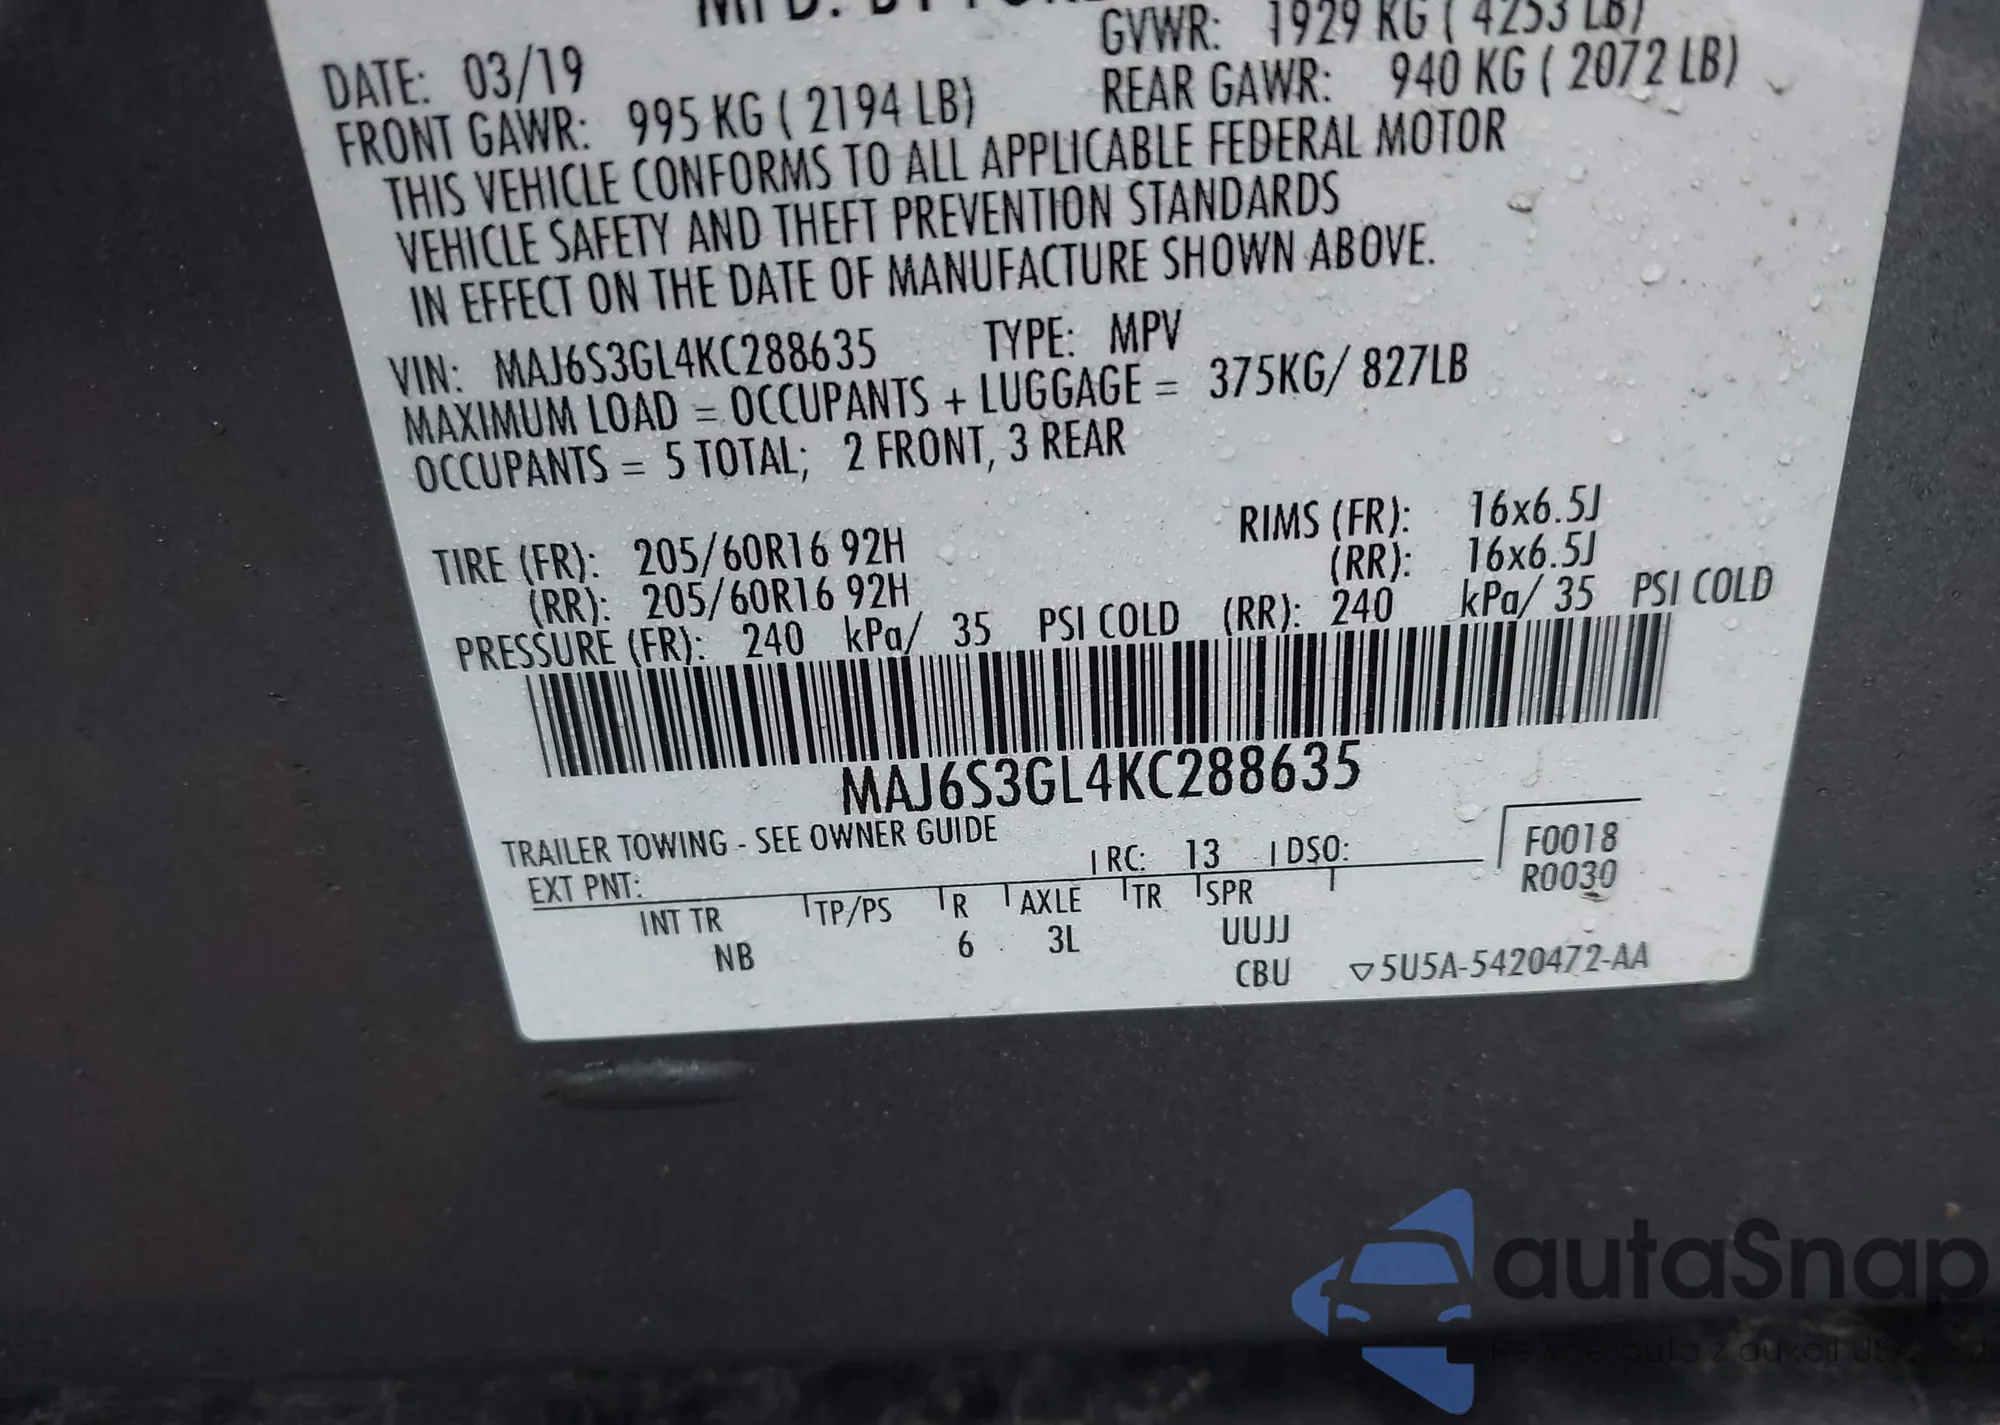 MFD. BY FORD
DATE: 03/19 GVWR: 1929 KG ( 4253 LB)
FRONT GAWR: 995 KG ( 2194 LB) REAR GAWR: 940 KG ( 2072 LB)
THIS VEHICLE CONFORMS TO ALL APPLICABLE FEDERAL MOTOR
VEHICLE SAFETY AND THEFT PREVENTION STANDARDS
IN EFFECT ON THE DATE OF MANUFACTURE SHOWN ABOVE.
VIN: MAJ6S3GL4KC288635 TYPE: MPV
MAXIMUM LOAD = OCCUPANTS + LUGGAGE = 375KG/ 827LB
OCCUPANTS = 5 TOTAL; 2 FRONT, 3 REAR
TIRE (FR): 205/60R16 92H RIMS (FR): 16x6.5J
(RR): 205/60R16 92H (RR): 16x6.5J
PRESSURE (FR): 240 kPa/ 35 PSI COLD (RR): 240 kPa/ 35 PSI COLD
MAJ6S3GL4KC288635
TRAILER TOWING - SEE OWNER GUIDE
EXT PNT: RC: 13 DSO: F0018
R0030
INT TR TP/PS R AXLE TR SPR
NB 6 3L UUJJ
CBU 5U5A-5420472-AA
autaSnap